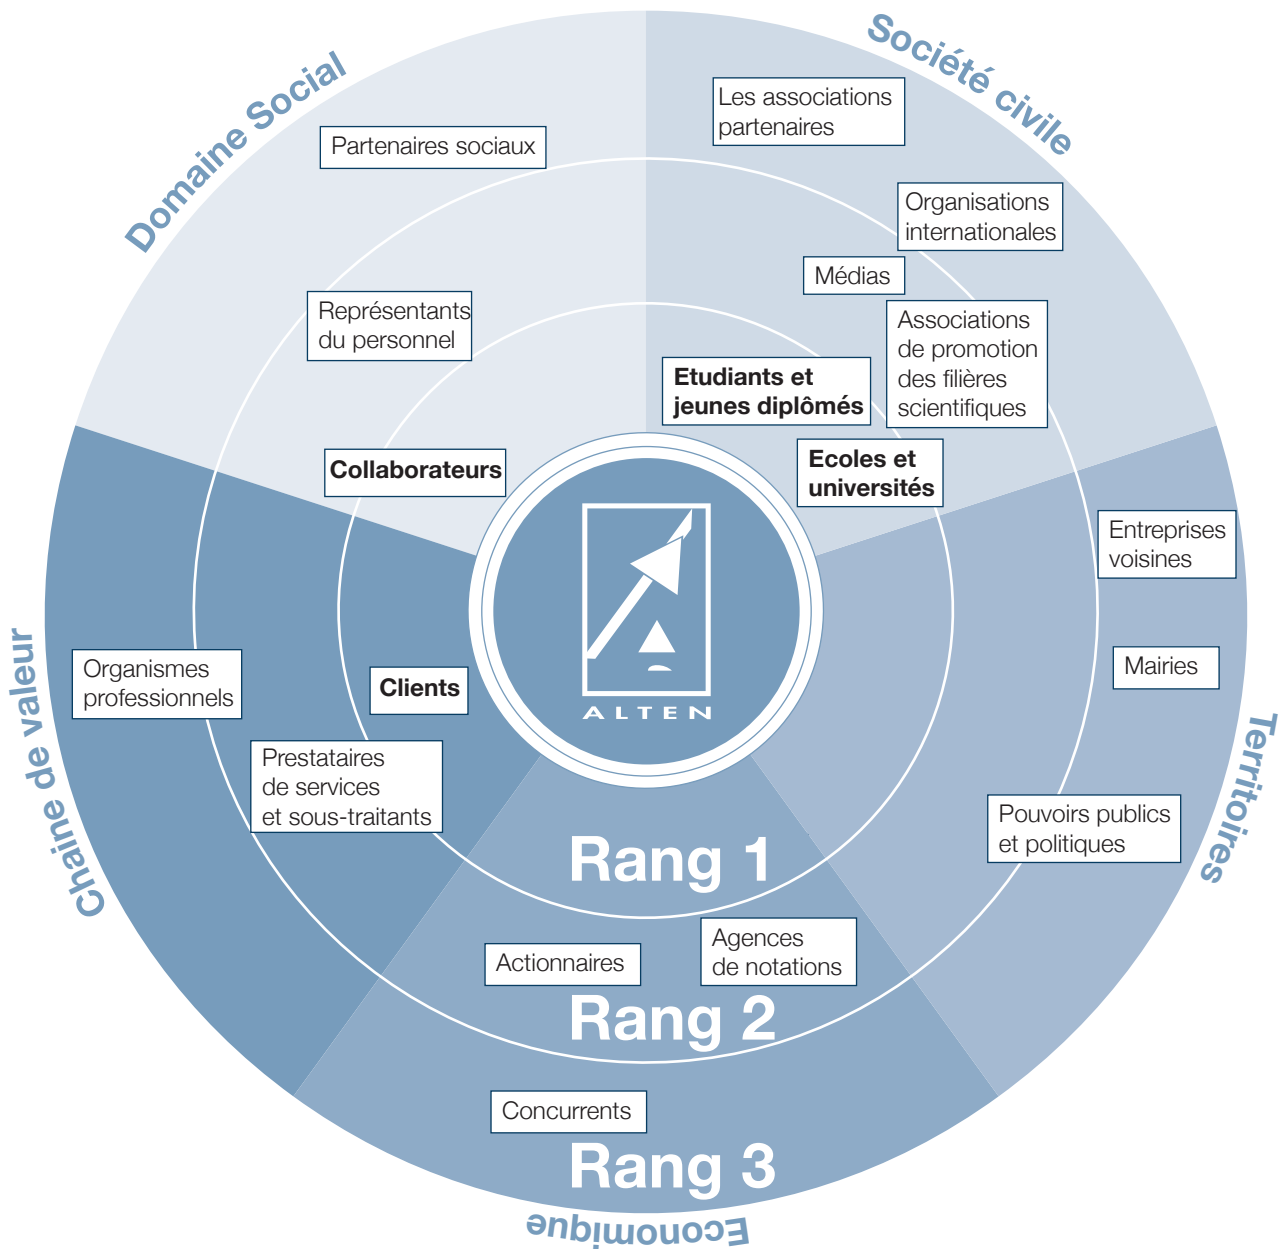 Domaine Social
Société civile
Les associations
partenaires
Partenaires sociaux
Organisations
internationales
Médias
Représentants
du personnel
Associations
de promotion
des filières
scientifiques
Etudiants et
jeunes diplômés
Collaborateurs
Ecoles et
universités
Entreprises
voisines
ALTEN
Mairies
Organismes
professionnels
Clients
Chaine de valeur
Territoires
Prestataires
de services
et sous-traitants
Pouvoirs publics
et politiques
Rang 1
Actionnaires
Agences
de notations
Rang 2
Concurrents
Rang 3
Economique